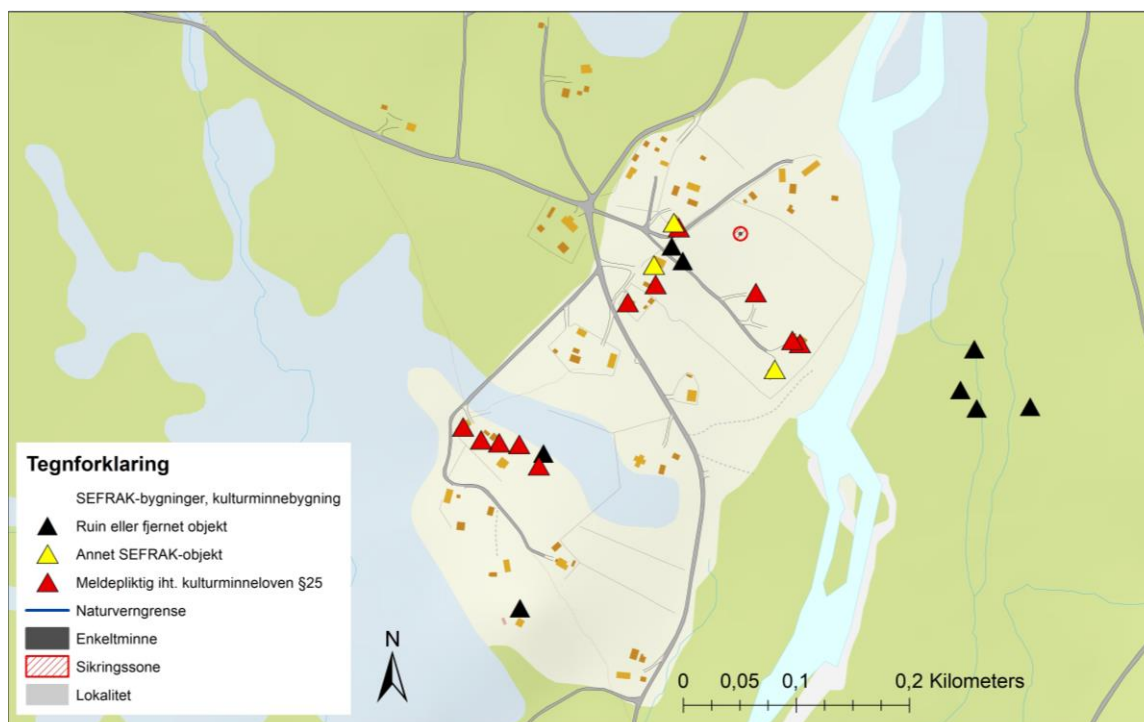 Tegnforklaring
SEFRAK-bygninger, kulturminnebygning
Ruin eller fjernet objekt
Annet SEFRAK-objekt
Meldepliktig iht. kulturminneloven §25
Naturverngrense
Enkeltminne
Sikringssone
Lokalitet
N
0 0,05 0,1 0,2 Kilometers